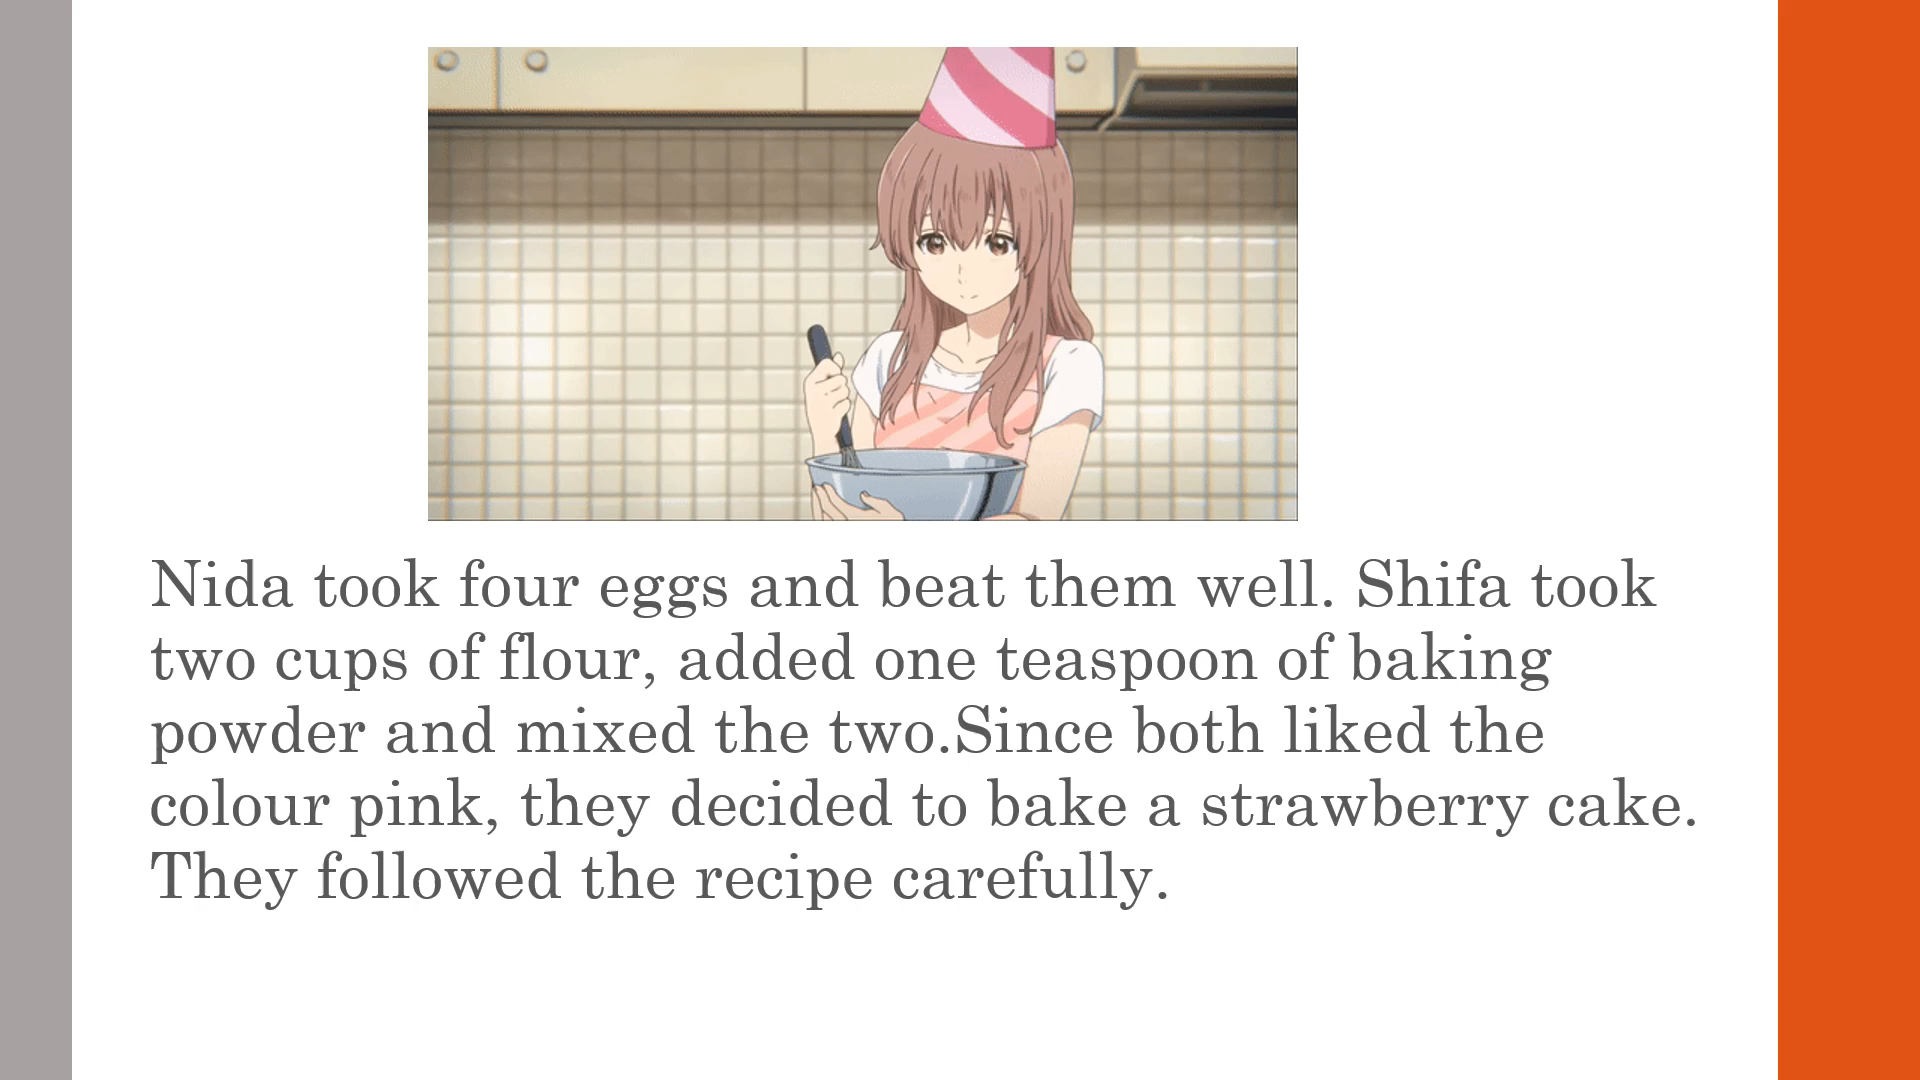 Nida took four eggs and beat them well. Shifa took
two cups of flour, added one teaspoon of baking
powder and mixed the two.Since both liked the
colour pink, they decided to bake a strawberry cake.
They followed the recipe carefully.